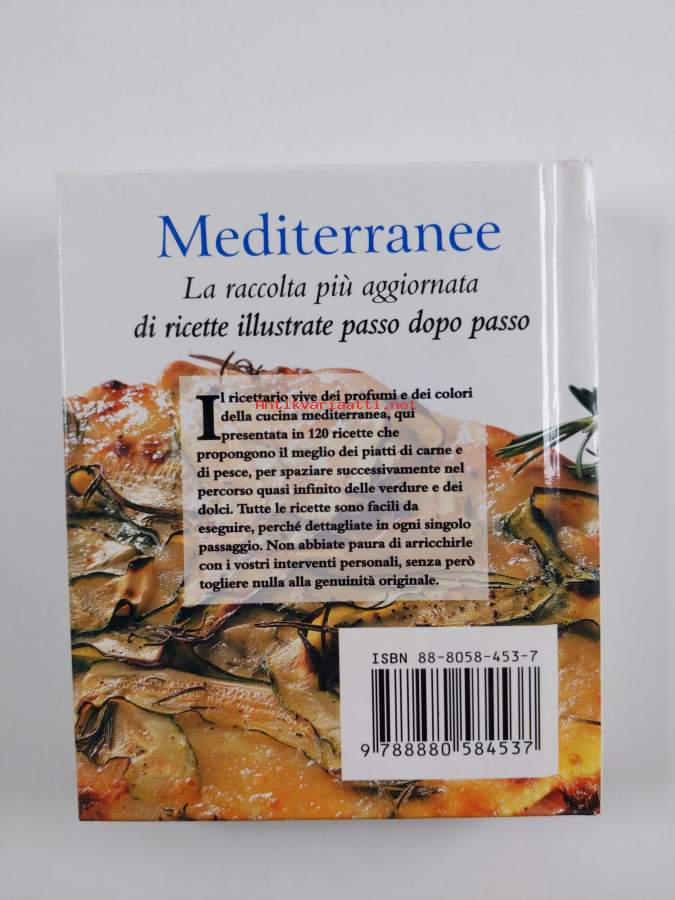 Mediterranee
La raccolta più aggiornata
di ricette illustrate passo dopo passo
Il ricettario vive dei profumi e dei colori
Antikvariaatti.net
della cucina mediterranea, qui
presentata in 120 ricette che
propongono il meglio dei piatti di carne e
di pesce, per spaziare successivamente nel
percorso quasi infinito delle verdure e dei
dolci. Tutte le ricette sono facili da
eseguire, perché dettagliate in ogni singolo
passaggio. Non abbiate paura di arricchirle
con i vostri interventi personali, senza però
togliere nulla alla genuinità originale.
ISBN 88-8058-453-7
9 788880 584537